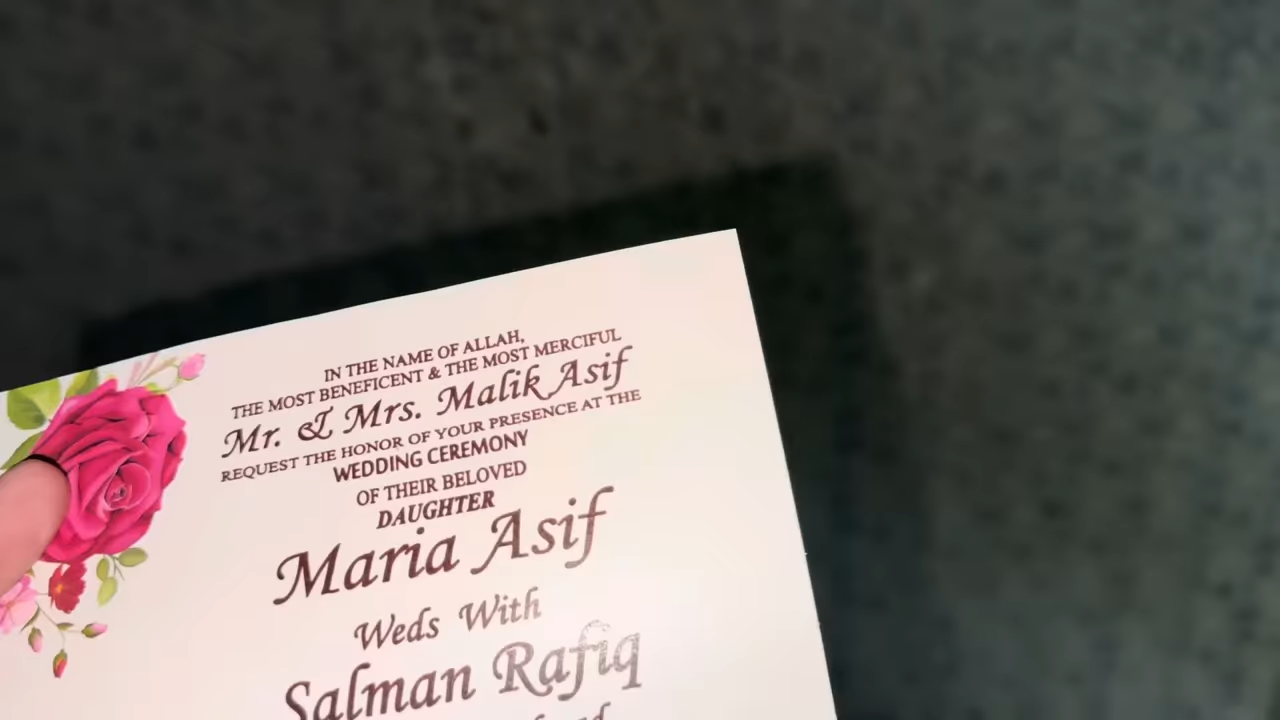 IN THE NAME OF ALLAH,
THE MOST BENEFICENT & THE MOST MERCIFUL
Mr. & Mrs. Malik Asif
REQUEST THE HONOR OF YOUR PRESENCE AT THE
WEDDING CEREMONY
OF THEIR BELOVED
DAUGHTER
Maria Asif
Weds With
Salman Rafiq